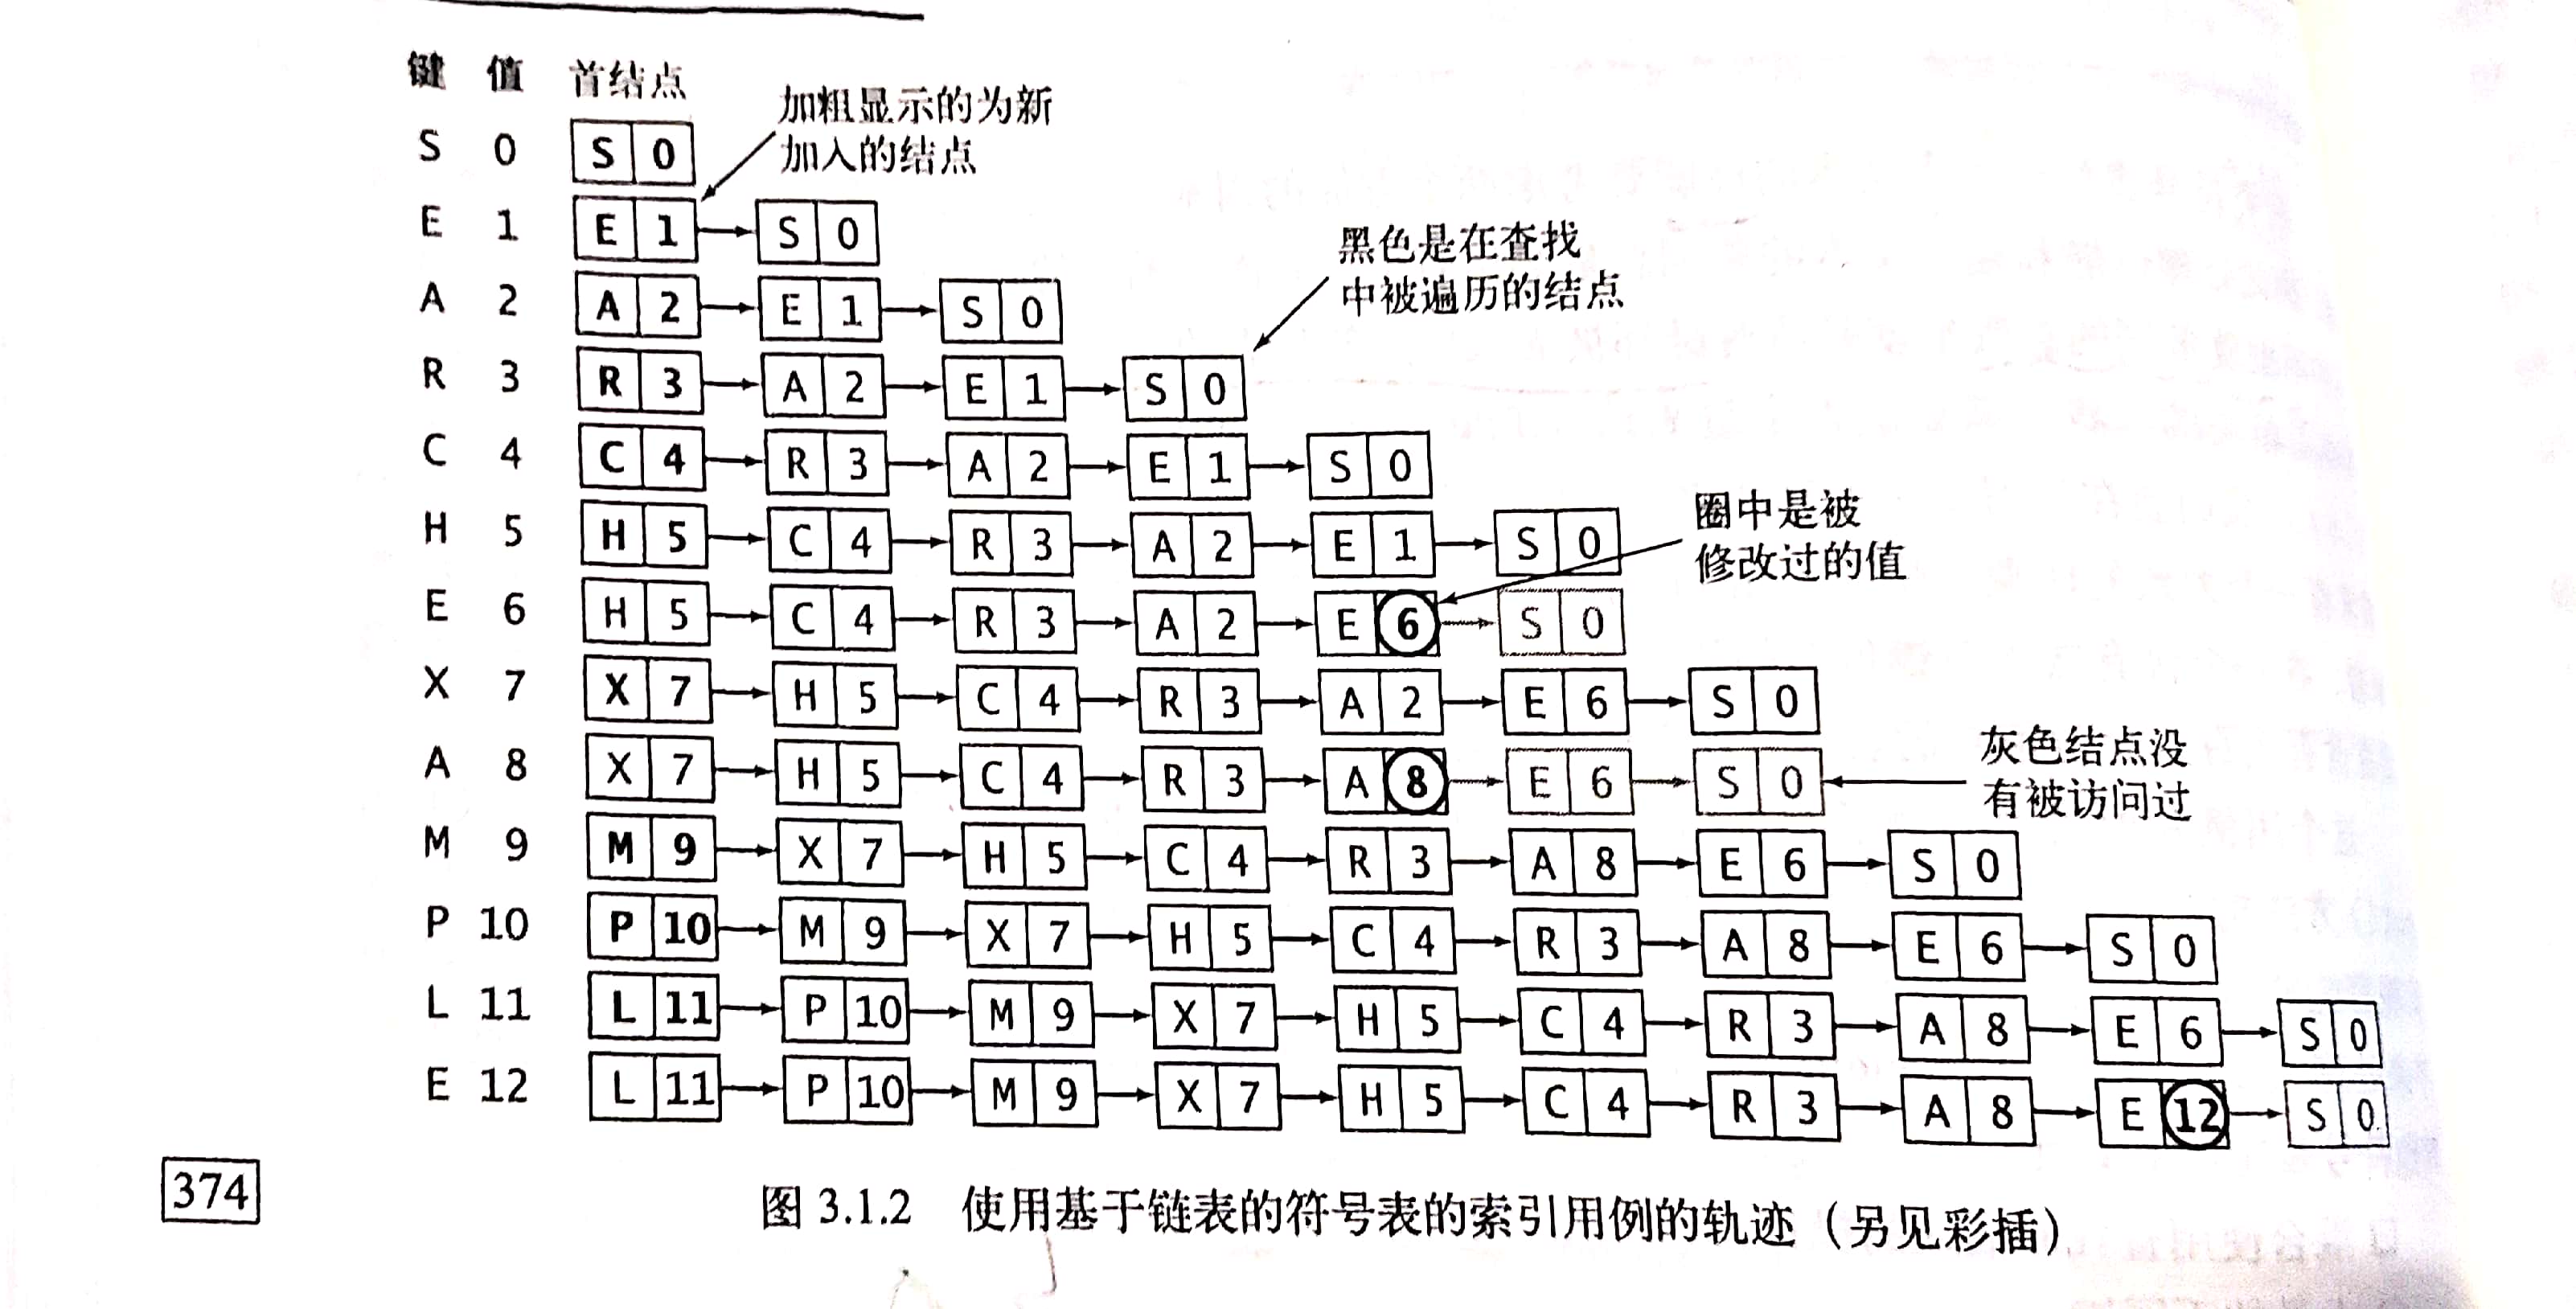 键 值 首结点
加粗显示的为新
加入的结点
S 0 S 0
E 1 E 1 S 0
黑色是在查找
中被遍历的结点
A 2 A 2 E 1 S 0
R 3 R 3 A 2 E 1 S 0
C 4 C 4 R 3 A 2 E 1 S 0
圈中是被
修改过的值
H 5 H 5 C 4 R 3 A 2 E 1 S 0
E 6 H 5 C 4 R 3 A 2 E 6 S 0
X 7 X 7 H 5 C 4 R 3 A 2 E 6 S 0
灰色结点没
有被访问过
A 8 X 7 H 5 C 4 R 3 A 8 E 6 S 0
M 9 M 9 X 7 H 5 C 4 R 3 A 8 E 6 S 0
P 10 P 10 M 9 X 7 H 5 C 4 R 3 A 8 E 6 S 0
L 11 L 11 P 10 M 9 X 7 H 5 C 4 R 3 A 8 E 6 S 0
E 12 L 11 P 10 M 9 X 7 H 5 C 4 R 3 A 8 E 12 S 0
374
图 3.1.2 使用基于链表的符号表的索引用例的轨迹（另见彩插）